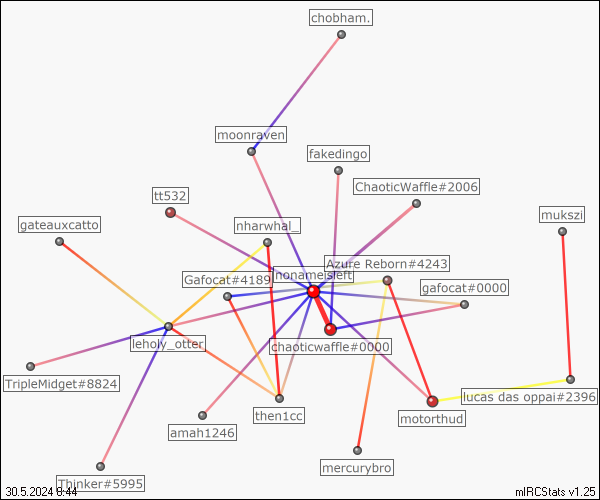 chobham.
moonraven
fakedingo
ChaoticWaffle#2006
tt532
mukszi
gateauxcatto
nharwhal_
Azure Reborn#4243
honameisjeff
Gafocat#4189
gafocat#0000
leholy_otter
chaoticwaffle#0000
TripleMidget#8824
lucas das oppai#2396
then1cc
motorthud
amah1246
mercurybro
Thinker#5995
30.5.2024 0:44
mIRCStats v1.25